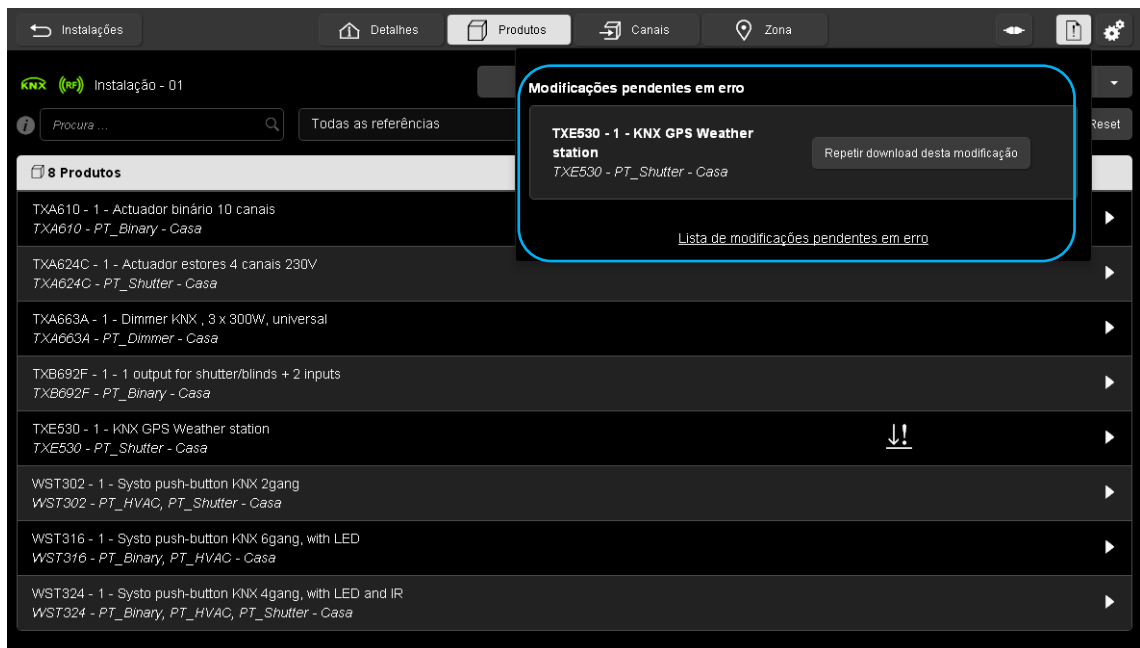 Instalações
Detalhes
Produtos
Canais
Zona
KNX ((RF)) Instalação - 01
Procura ...
Todas as referências
Reset
Modificações pendentes em erro
TXE530 - 1 - KNX GPS Weather
station
TXE530 - PT_Shutter - Casa
Repetir download desta modificação
Lista de modificações pendentes em erro
8 Produtos
TXA610 - 1 - Actuador binário 10 canais
TXA610 - PT_Binary - Casa
TXA624C - 1 - Actuador estores 4 canais 230V
TXA624C - PT_Shutter - Casa
TXA663A - 1 - Dimmer KNX , 3 x 300W, universal
TXA663A - PT_Dimmer - Casa
TXB692F - 1 - 1 output for shutter/blinds + 2 inputs
TXB692F - PT_Binary - Casa
TXE530 - 1 - KNX GPS Weather station
TXE530 - PT_Shutter - Casa
WST302 - 1 - Systo push-button KNX 2gang
WST302 - PT_HVAC, PT_Shutter - Casa
WST316 - 1 - Systo push-button KNX 6gang, with LED
WST316 - PT_Binary, PT_HVAC - Casa
WST324 - 1 - Systo push-button KNX 4gang, with LED and IR
WST324 - PT_Binary, PT_HVAC, PT_Shutter - Casa